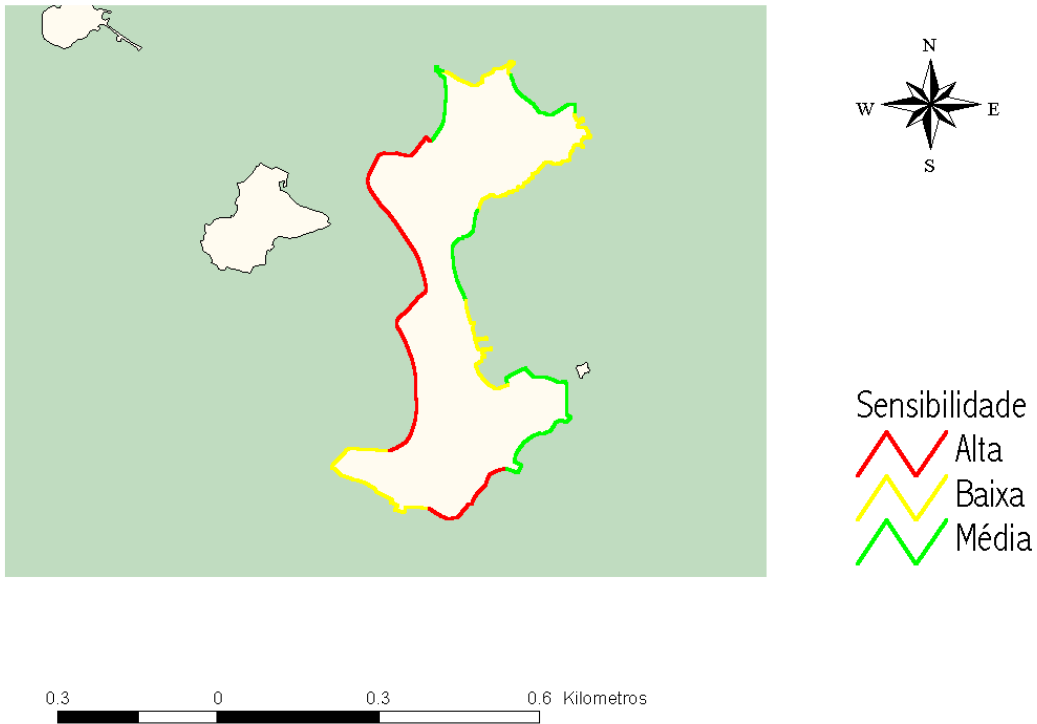 N
W E
S
Sensibilidade
Alta
Baixa
Média
0.3 0 0.3 0.6 Kilometros